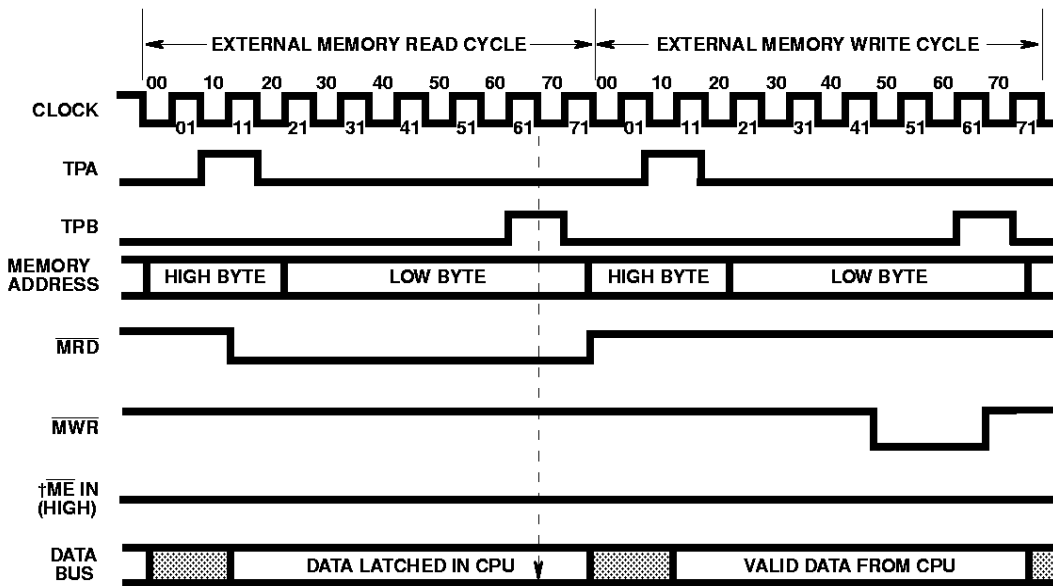 EXTERNAL MEMORY READ CYCLE EXTERNAL MEMORY WRITE CYCLE
00 10 20 30 40 50 60 70 00 10 20 30 40 50 60 70
CLOCK
01 11 21 31 41 51 61 71 01 11 21 31 41 51 61 71
TPA
TPB
MEMORY
ADDRESS
HIGH BYTE LOW BYTE HIGH BYTE LOW BYTE
MRD
MWR
†ME IN
(HIGH)
DATA
BUS
DATA LATCHED IN CPU VALID DATA FROM CPU